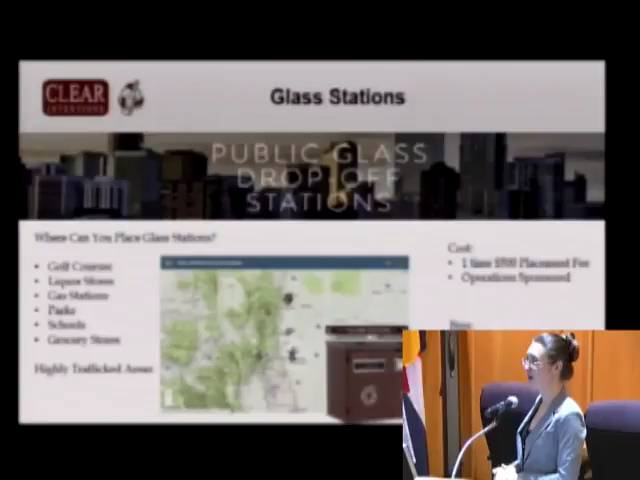 CLEAR
INTENTIONS
Glass Stations
PUBLIC GLASS
DROP OFF
STATIONS
Where Can You Place Glass Stations?
• Golf Courses
• Liquor Stores
• Gas Stations
• Parks
• Schools
• Grocery Stores
Highly Trafficked Areas
Cost:
• 1 time $500 Placement Fee
• Operations Sponsored